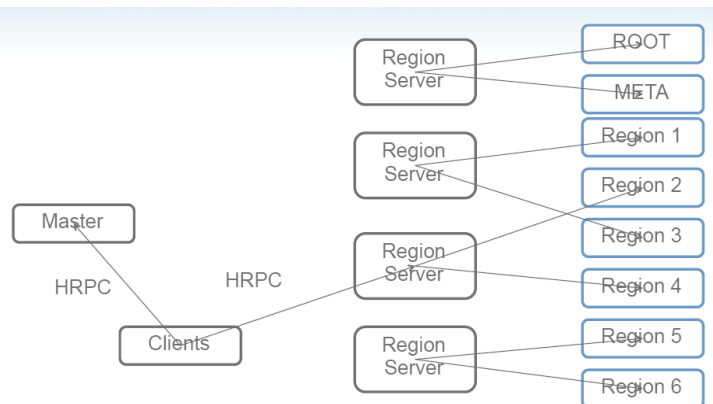 Region
Server
ROOT
META
Region
Server
Region 1
Region 2
Master
Region 3
Region
Server
HRPC
HRPC
Region 4
Clients
Region
Server
Region 5
Region 6